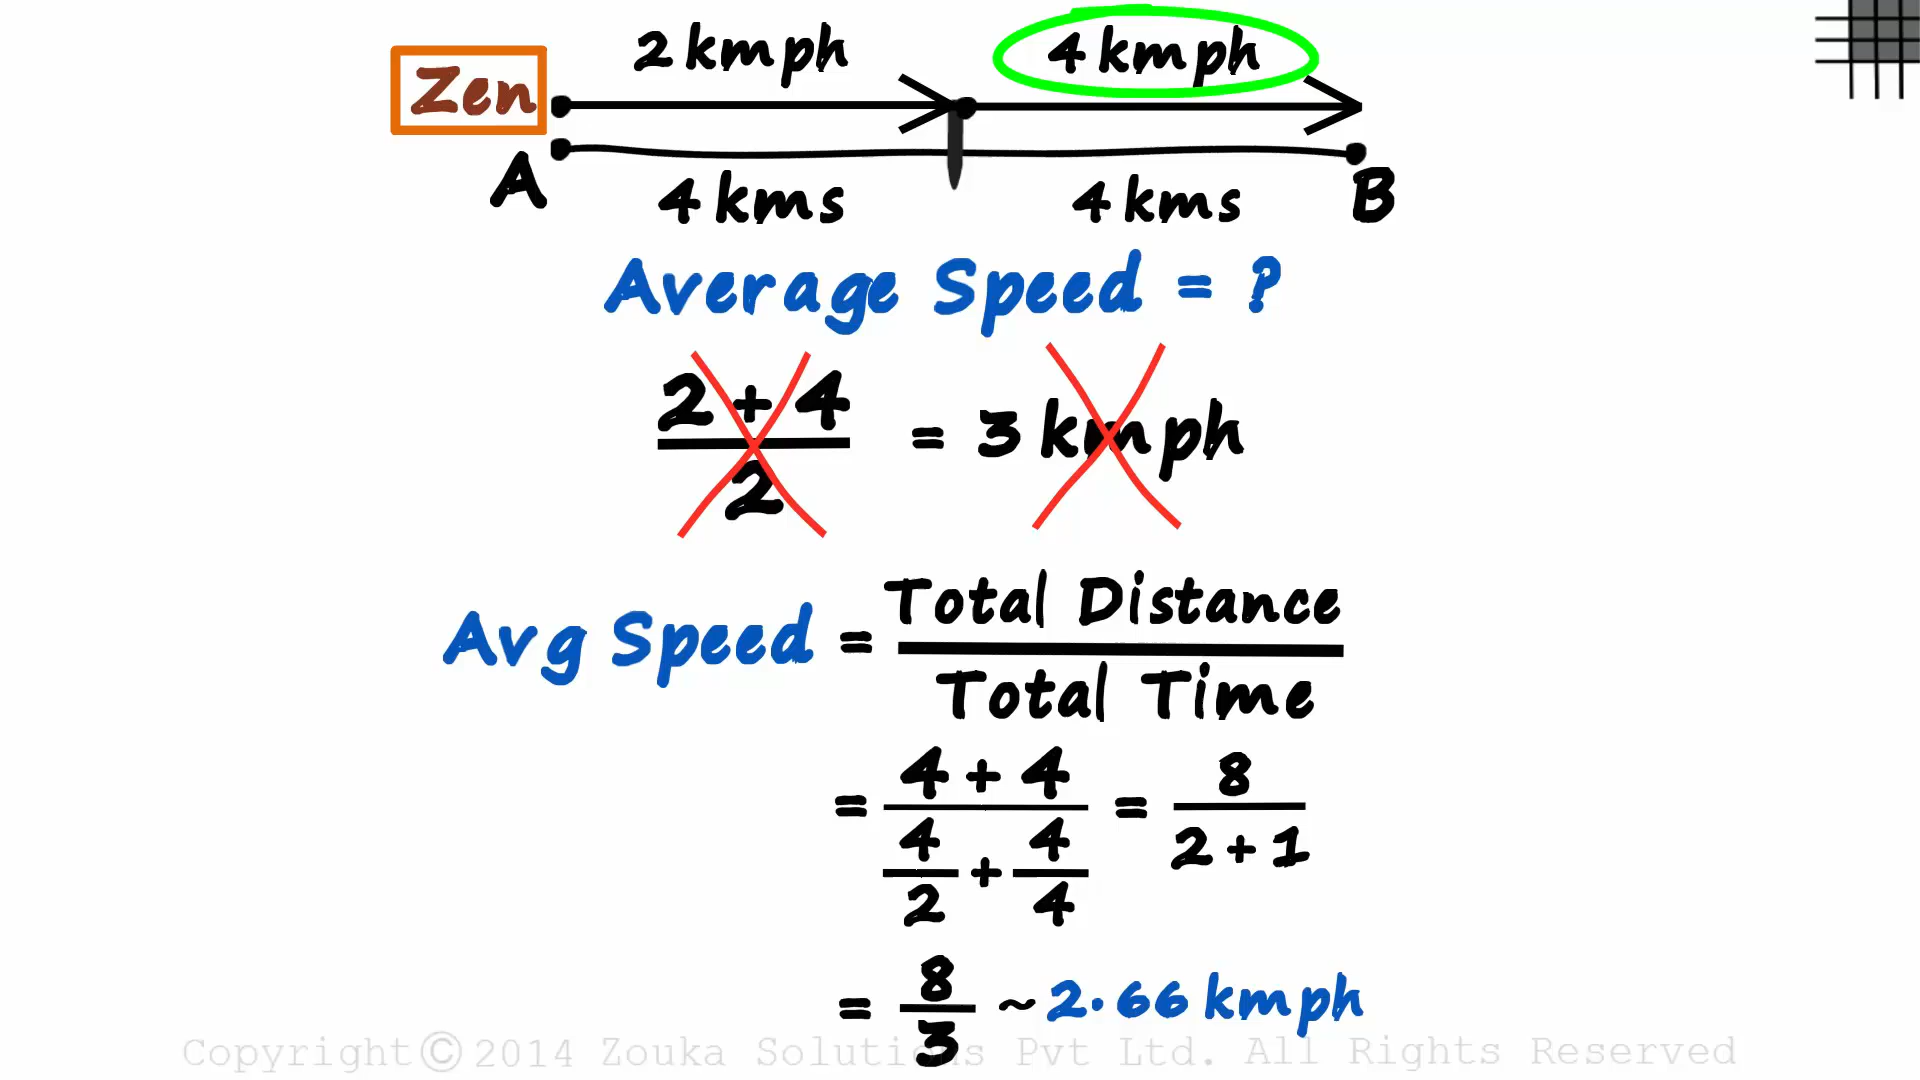 2 kmph 4 kmph
Zen
A B
4 kms 4 kms
Average Speed = ?
2 + 4
= 3 kmph
2
Total Distance
Avg Speed =
Total Time
4 + 4 8
= =
4 + 4 2 + 1
2 4
8
= ~ 2.66 kmph
3
Copyright © 2014 Zouka Solutions Pvt Ltd. All Rights Reserved